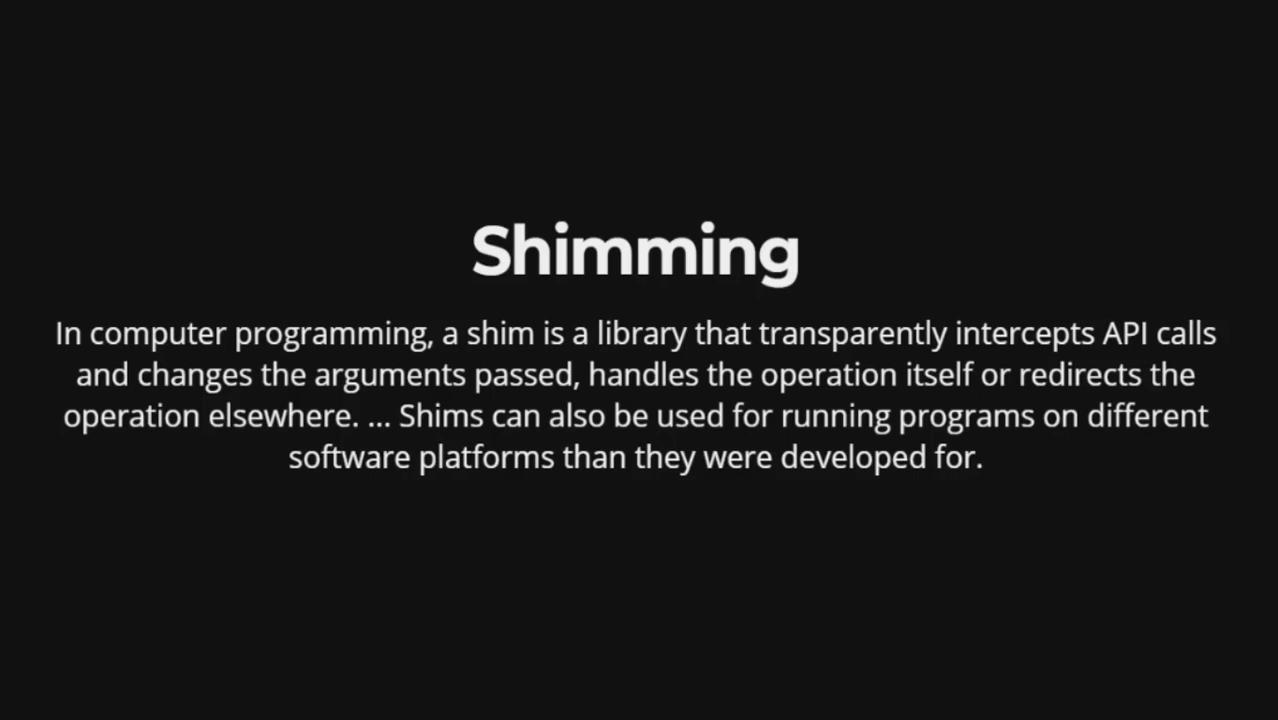 Shimming
In computer programming, a shim is a library that transparently intercepts API calls
and changes the arguments passed, handles the operation itself or redirects the
operation elsewhere. ... Shims can also be used for running programs on different
software platforms than they were developed for.